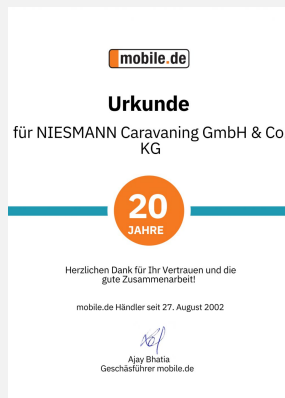 mobile.de
Urkunde
für NIESMANN Caravaning GmbH & Co
KG
20
JAHRE
Herzlichen Dank für Ihr Vertrauen und die
gute Zusammenarbeit!
mobile.de Händler seit 27. August 2002
Ajay Bhatia
Geschäsführer mobile.de